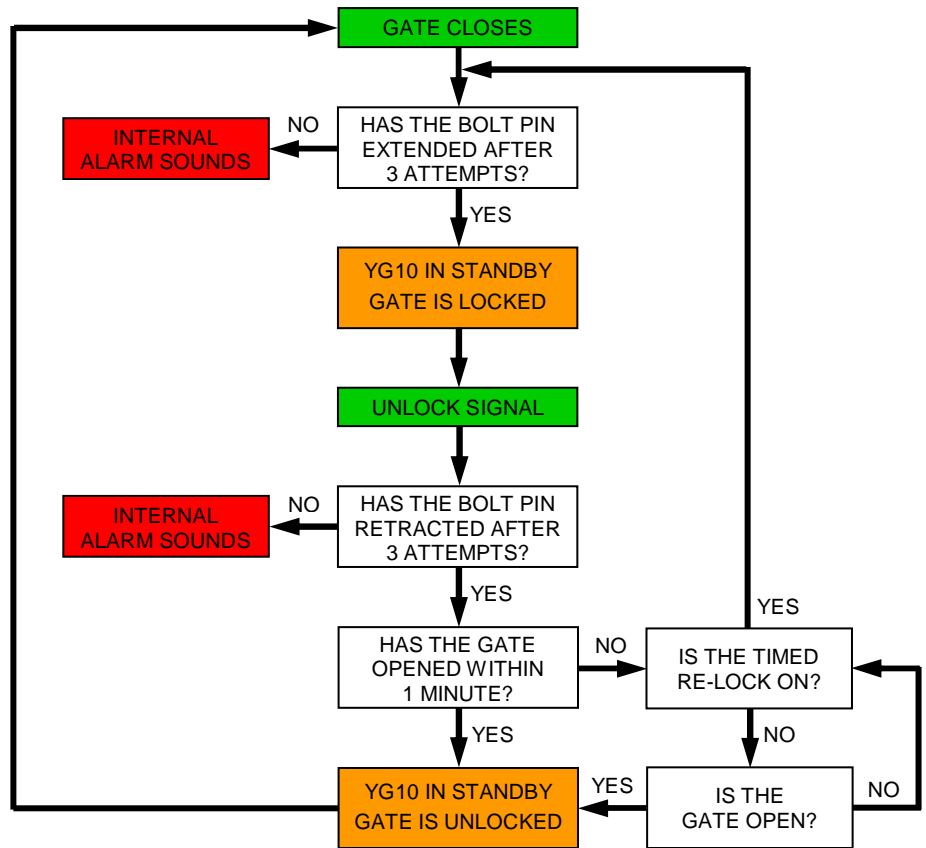 GATE CLOSES
HAS THE BOLT PIN
EXTENDED AFTER
3 ATTEMPTS?
NO
INTERNAL
ALARM SOUNDS
YES
YG10 IN STANDBY
GATE IS LOCKED
UNLOCK SIGNAL
HAS THE BOLT PIN
RETRACTED AFTER
3 ATTEMPTS?
NO
INTERNAL
ALARM SOUNDS
YES
HAS THE GATE
OPENED WITHIN
1 MINUTE?
NO
IS THE TIMED
RE-LOCK ON?
YES
YES
NO
YG10 IN STANDBY
GATE IS UNLOCKED
YES
IS THE
GATE OPEN?
NO